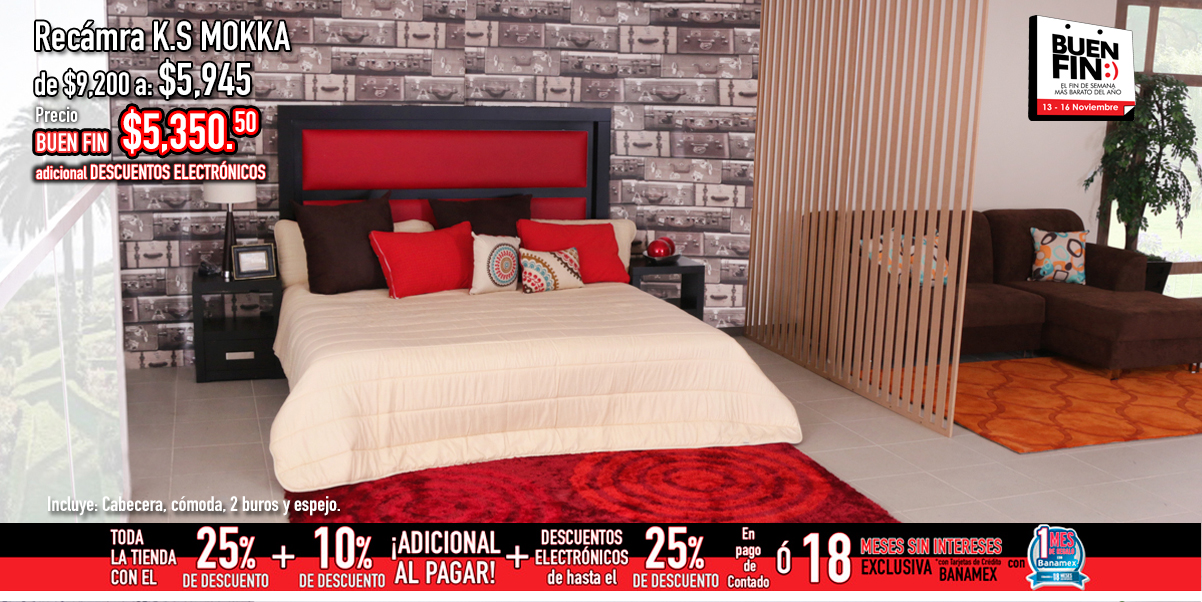 Recámra K.S MOKKA
de $9,200 a: $5,945
Precio
BUEN FIN $5,350.50
adicional DESCUENTOS ELECTRÓNICOS
BUEN
FIN:)
EL FIN DE SEMANA
MÁS BARATO DEL AÑO
13 - 16 Noviembre
Incluye: Cabecera, cómoda, 2 buros y espejo.
TODA
LA TIENDA
CON EL
25%
DE DESCUENTO
+
10%
DE DESCUENTO
¡ADICIONAL
AL PAGAR!
+
DESCUENTOS
ELECTRÓNICOS
de hasta el
25%
DE DESCUENTO
En
pago
de
Contado
Ó 18
MESES SIN INTERESES
EXCLUSIVA *con Tarjetas de Crédito
BANAMEX
con
1 MES
DE REGALO
Banamex
18 MESES